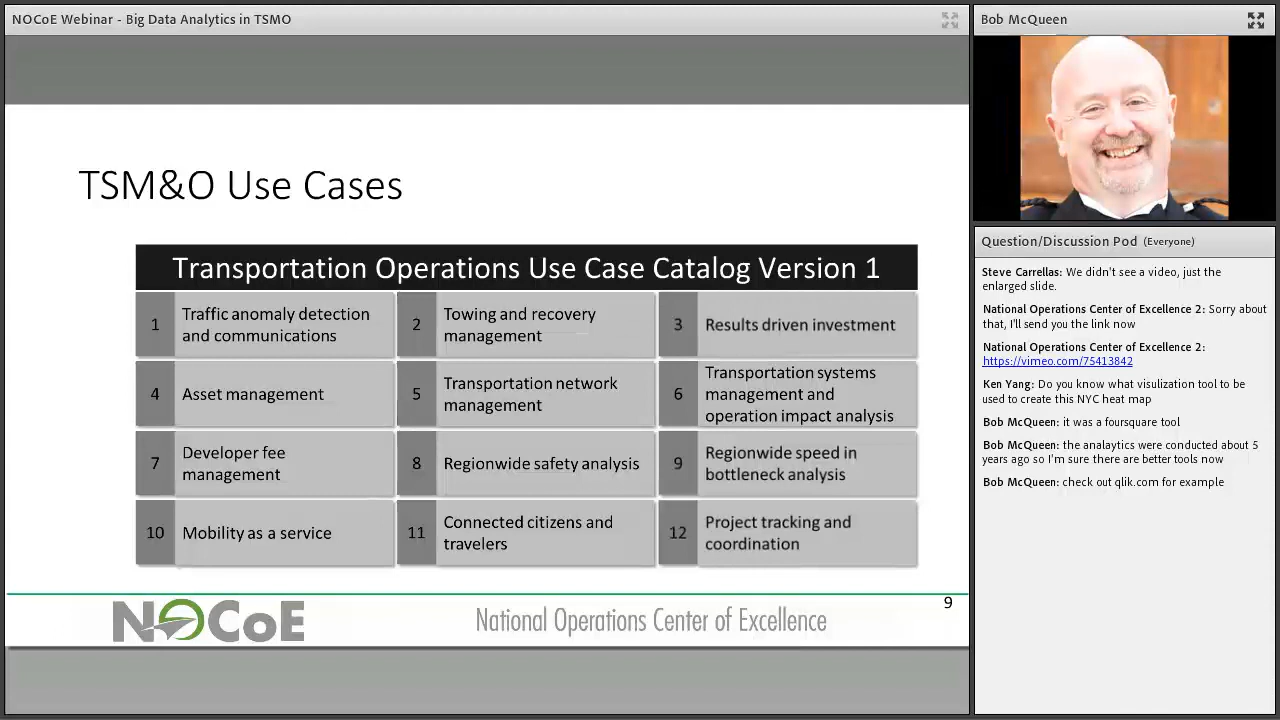 NOCoE Webinar - Big Data Analytics in TSMO
TSM&O Use Cases
Transportation Operations Use Case Catalog Version 1
1
Traffic anomaly detection
and communications
2
Towing and recovery
management
3
Results driven investment
4
Asset management
5
Transportation network
management
6
Transportation systems
management and
operation impact analysis
7
Developer fee
management
8
Regionwide safety analysis
9
Regionwide speed in
bottleneck analysis
10
Mobility as a service
11
Connected citizens and
travelers
12
Project tracking and
coordination
9
NOCoE
National Operations Center of Excellence
Bob McQueen
Question/Discussion Pod (Everyone)
Steve Carrellas: We didn't see a video, just the
enlarged slide.
National Operations Center of Excellence 2: Sorry about
that, I'll send you the link now
National Operations Center of Excellence 2:
https://vimeo.com/75413842
Ken Yang: Do you know what visulization tool to be
used to create this NYC heat map
Bob McQueen: it was a foursquare tool
Bob McQueen: the analaytics were conducted about 5
years ago so I'm sure there are better tools now
Bob McQueen: check out qlik.com for example